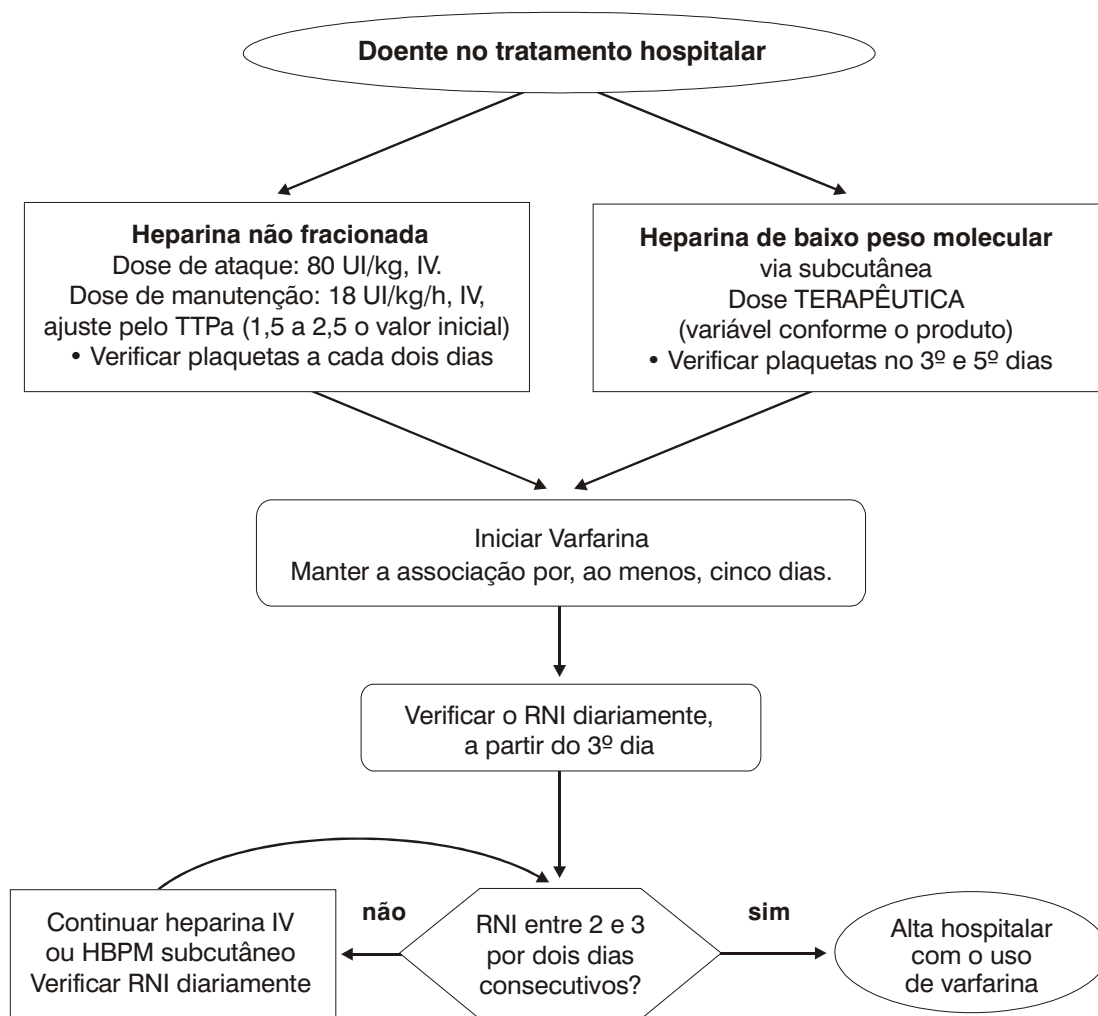 Doente no tratamento hospitalar
Heparina não fracionada
Dose de ataque: 80 UI/kg, IV.
Dose de manutenção: 18 UI/kg/h, IV,
ajuste pelo TTPa (1,5 a 2,5 o valor inicial)
• Verificar plaquetas a cada dois dias
Heparina de baixo peso molecular
via subcutânea
Dose TERAPÊUTICA
(variável conforme o produto)
• Verificar plaquetas no 3º e 5º dias
Iniciar Varfarina
Manter a associação por, ao menos, cinco dias.
Verificar o RNI diariamente,
a partir do 3º dia
Continuar heparina IV
ou HBPM subcutâneo
Verificar RNI diariamente
não
RNI entre 2 e 3
por dois dias
consecutivos?
sim
Alta hospitalar
com o uso
de varfarina